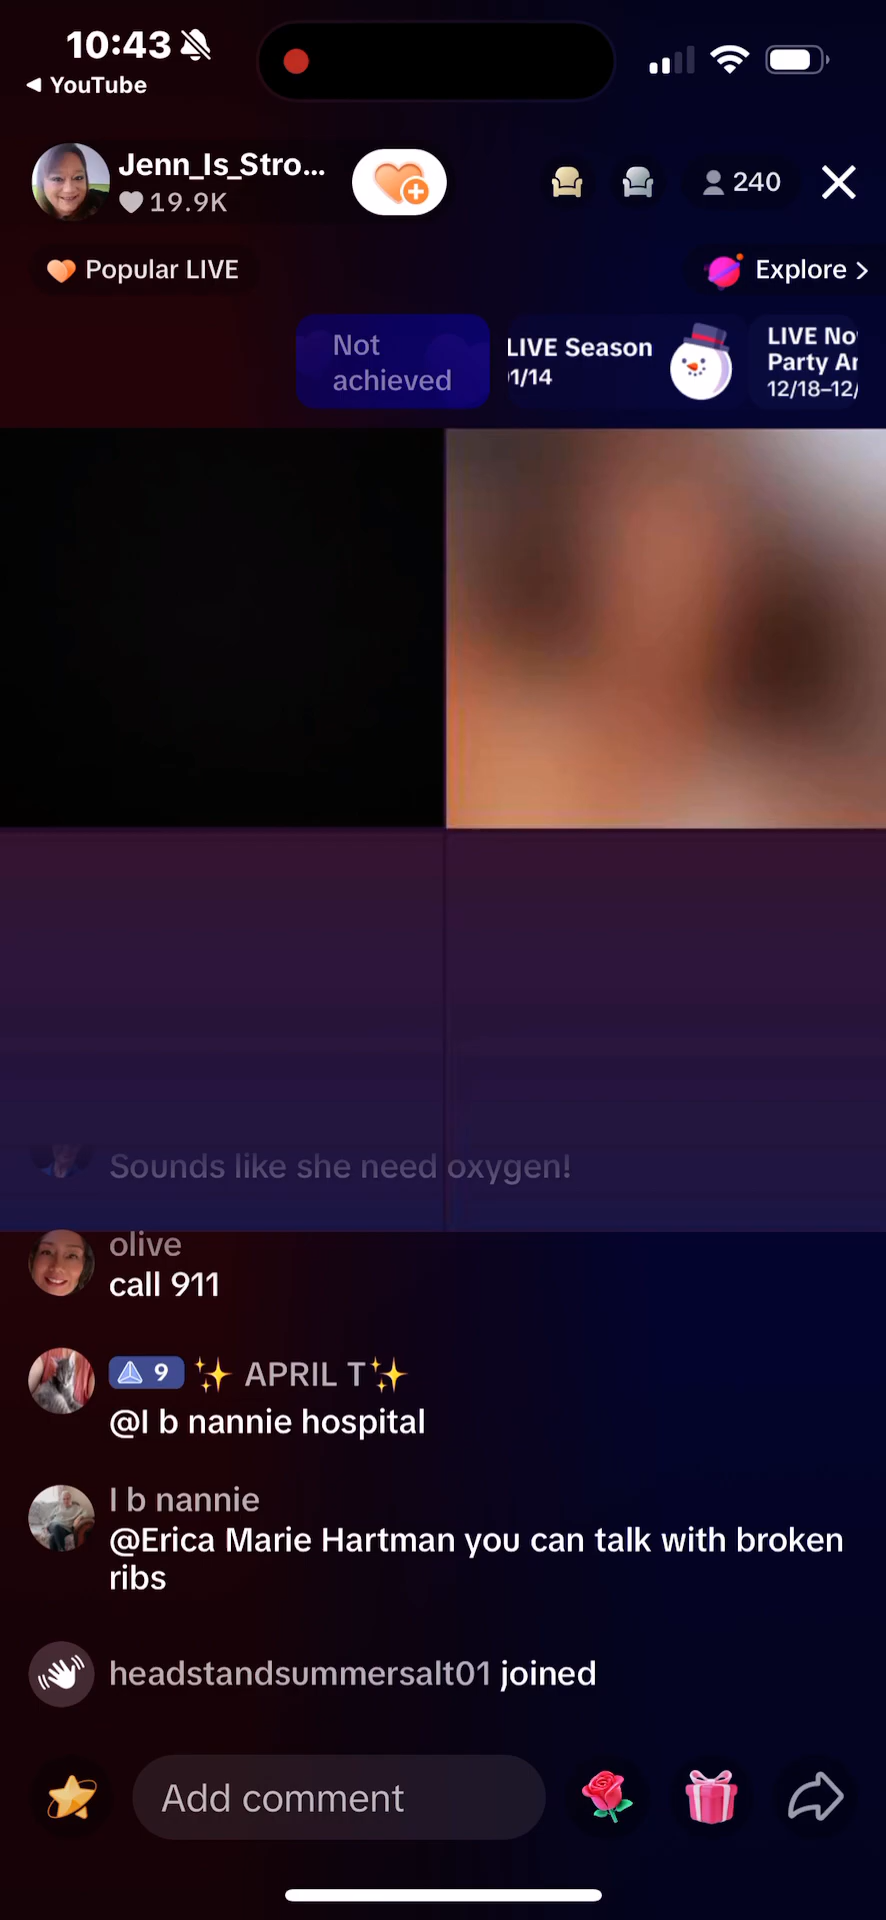 10:43
YouTube
Jenn_Is_Stro...
19.9K
240
Popular LIVE
Explore >
Not
achieved
LIVE Season
1/14
LIVE No
Party Ar
12/18–12/
Sounds like she need oxygen!
olive
call 911
9 ✨ APRIL T✨
@I b nannie hospital
I b nannie
@Erica Marie Hartman you can talk with broken
ribs
headstandsummersalt01 joined
Add comment